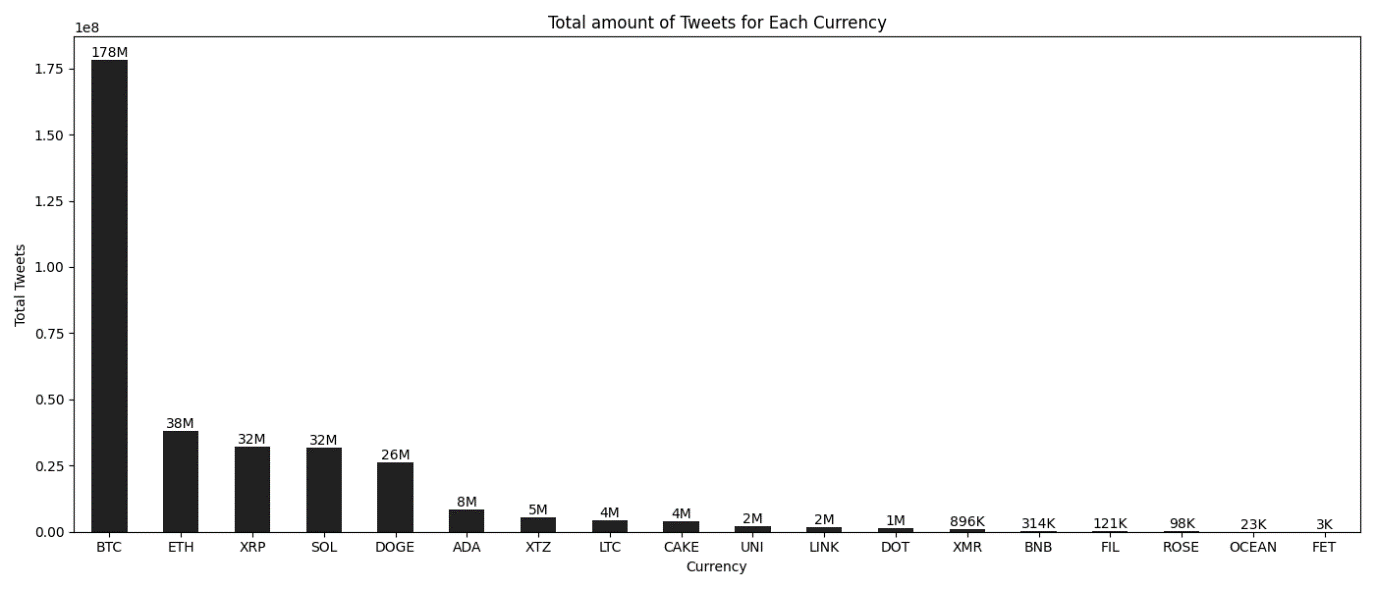 Total amount of Tweets for Each Currency
1e8
178M
1.75
1.50
1.25
1.00
0.75
0.50
0.25
0.00
Total Tweets
38M
32M
32M
26M
8M
5M
4M
4M
2M
2M
1M
896K
314K
121K
98K
23K
3K
BTC ETH XRP SOL DOGE ADA XTZ LTC CAKE UNI LINK DOT XMR BNB FIL ROSE OCEAN FET
Currency